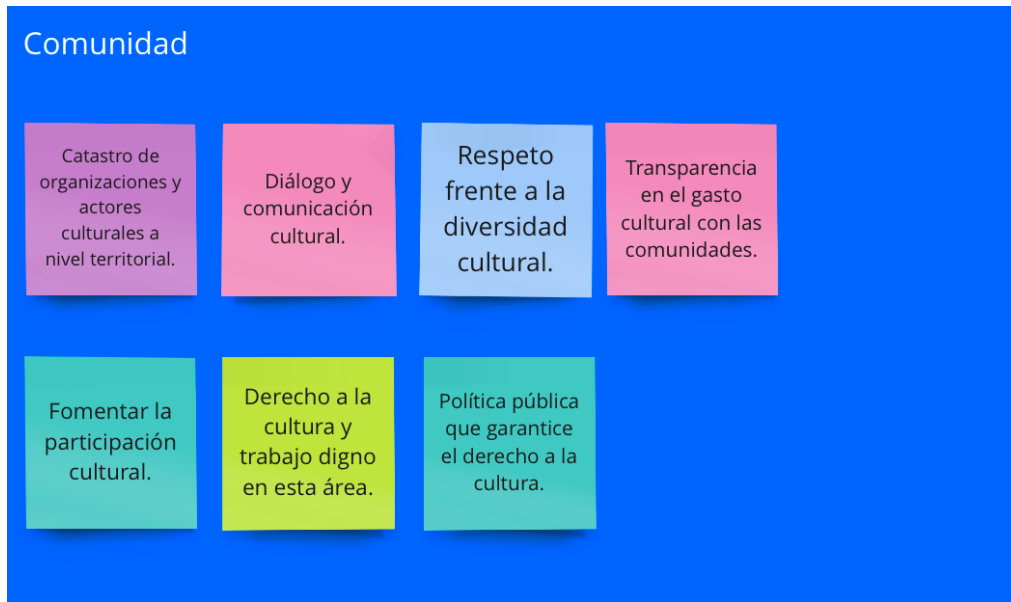 Comunidad
Catastro de
organizaciones y
actores
culturales a
nivel territorial.
Diálogo y
comunicación
cultural.
Respeto
frente a la
diversidad
cultural.
Transparencia
en el gasto
cultural con las
comunidades.
Fomentar la
participación
cultural.
Derecho a la
cultura y
trabajo digno
en esta área.
Política pública
que garantice
el derecho a la
cultura.